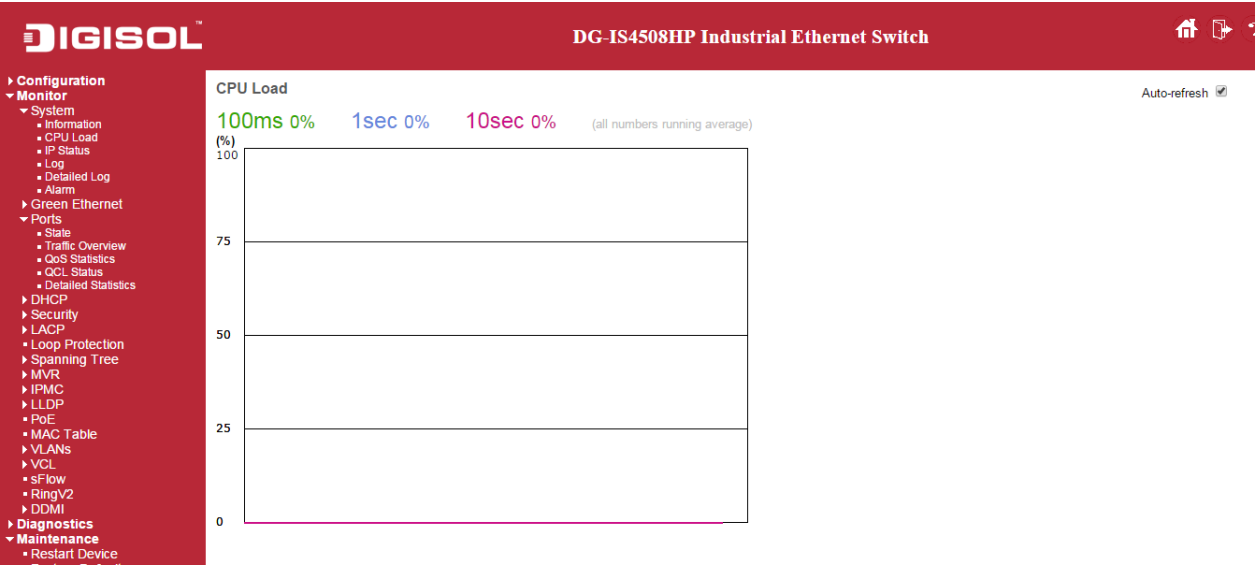 DIGISOL™
DG-IS4508HP Industrial Ethernet Switch
Configuration
Monitor
System
Information
CPU Load
IP Status
Log
Detailed Log
Alarm
Green Ethernet
Ports
State
Traffic Overview
QoS Statistics
QCL Status
Detailed Statistics
DHCP
Security
LACP
Loop Protection
Spanning Tree
MVR
IPMC
LLDP
PoE
MAC Table
VLANs
VCL
sFlow
RingV2
DDMI
Diagnostics
Maintenance
Restart Device
CPU Load
Auto-refresh
100ms 0% 1sec 0% 10sec 0% (all numbers running average)
(%)
100
75
50
25
0